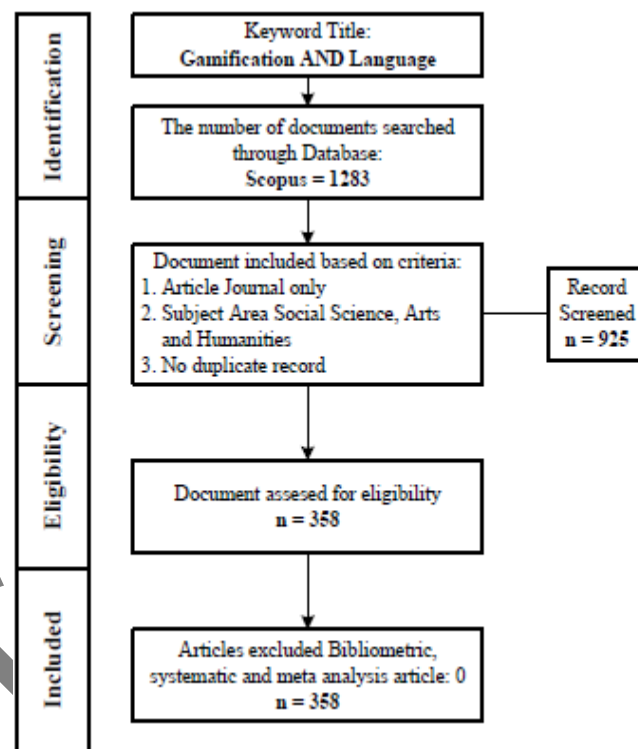 Identification
Keyword Title:
Gamification AND Language
The number of documents searched
through Database:
Scopus = 1283
Screening
Document included based on criteria:
1. Article Journal only
2. Subject Area Social Science, Arts
and Humanities
3. No duplicate record
Record
Screened
n = 925
Eligibility
Document assesed for eligibility
n = 358
Included
Articles excluded Bibliometric,
systematic and meta analysis article: 0
n = 358